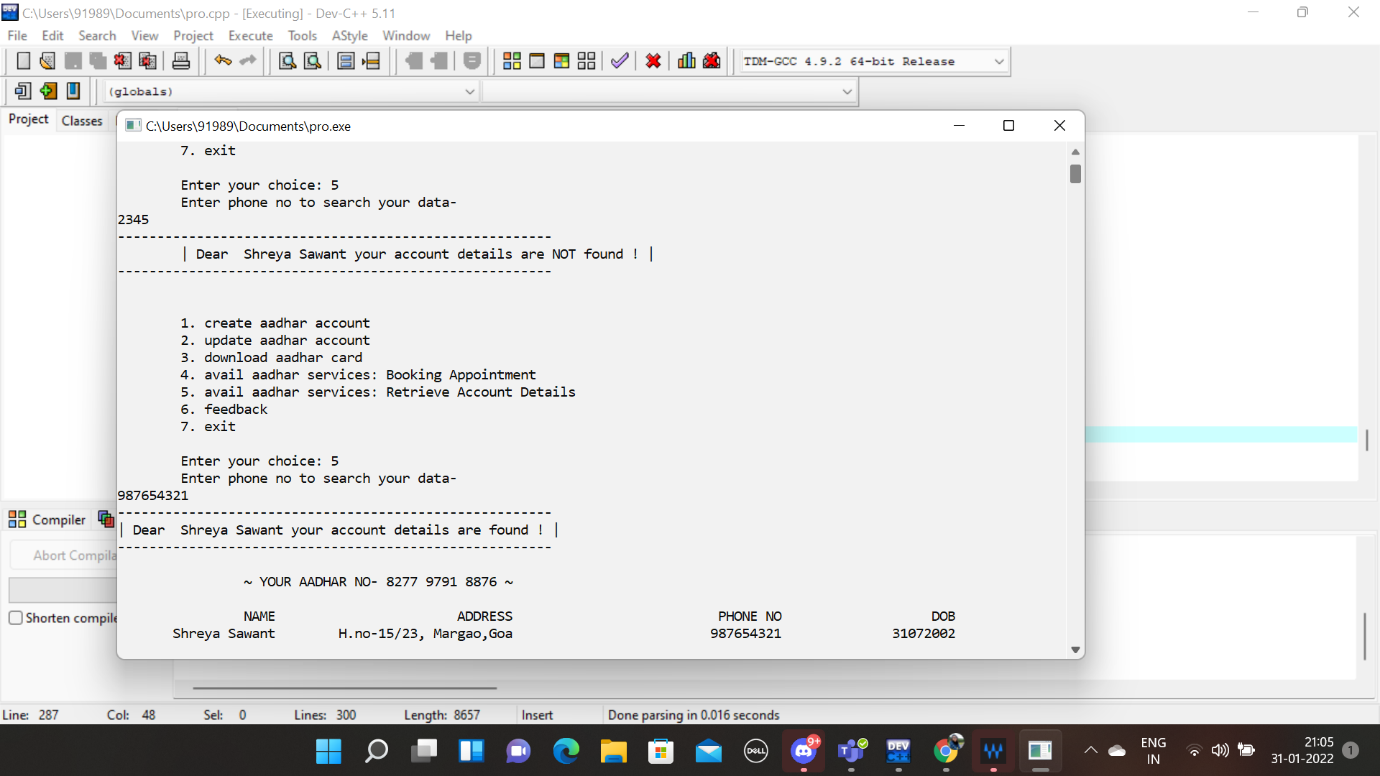 C:\Users\91989\Documents\pro.cpp - [Executing] - Dev-C++ 5.11
File Edit Search View Project Execute Tools AStyle Window Help
TDM-GCC 4.9.2 64-bit Release
(globals)
Project Classes
C:\Users\91989\Documents\pro.exe
7. exit
Enter your choice: 5
Enter phone no to search your data-
2345
-------------------------------------------------------
| Dear  Shreya Sawant your account details are NOT found ! |
-------------------------------------------------------
1. create aadhar account
2. update aadhar account
3. download aadhar card
4. avail aadhar services: Booking Appointment
5. avail aadhar services: Retrieve Account Details
6. feedback
7. exit
Enter your choice: 5
Enter phone no to search your data-
987654321
-------------------------------------------------------
| Dear  Shreya Sawant your account details are found ! |
-------------------------------------------------------
~ YOUR AADHAR NO- 8277 9791 8876 ~
NAME ADDRESS PHONE NO DOB
Shreya Sawant H.no-15/23, Margao,Goa 987654321 31072002
Compiler
Abort Compila
Shorten compile
Line: 287 Col: 48 Sel: 0 Lines: 300 Length: 8657 Insert Done parsing in 0.016 seconds
DELL 9+ DEV ENG 21:05
IN 31-01-2022 1